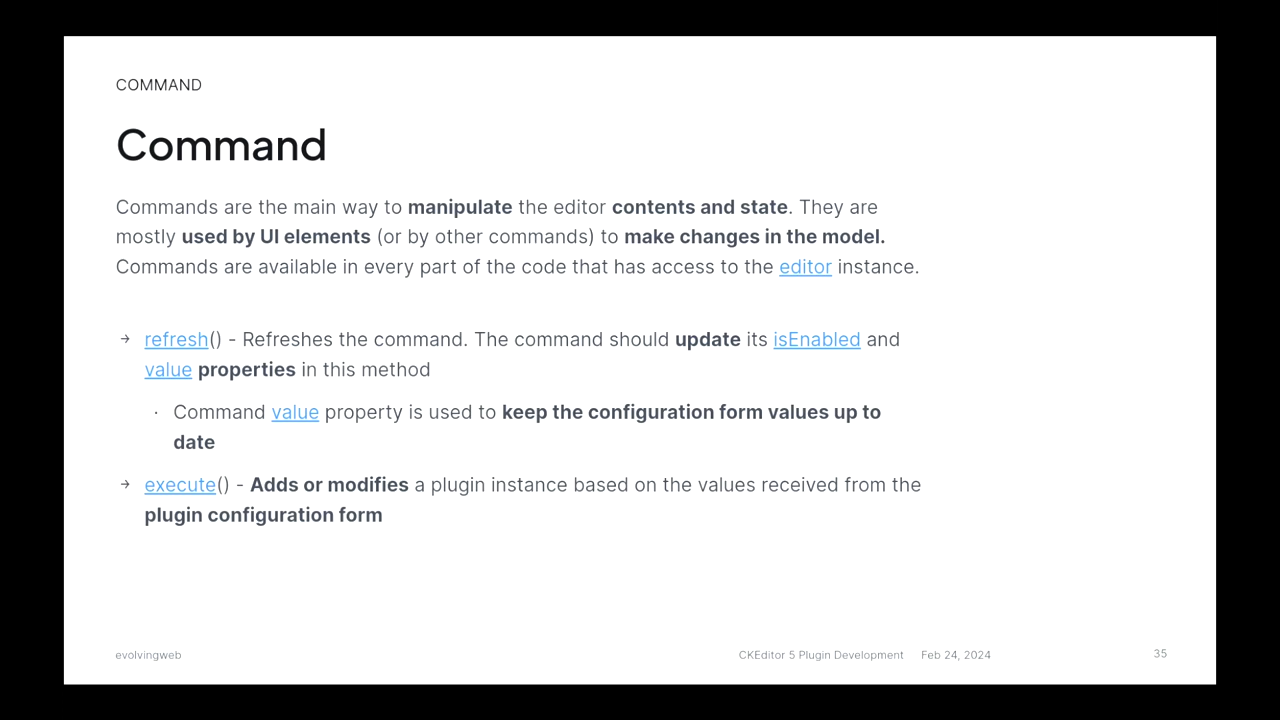 COMMAND
Command
Commands are the main way to manipulate the editor contents and state. They are
mostly used by UI elements (or by other commands) to make changes in the model.
Commands are available in every part of the code that has access to the editor instance.
→ refresh() - Refreshes the command. The command should update its isEnabled and
value properties in this method
· Command value property is used to keep the configuration form values up to
date
→ execute() - Adds or modifies a plugin instance based on the values received from the
plugin configuration form
evolvingweb CKEditor 5 Plugin Development Feb 24, 2024 35